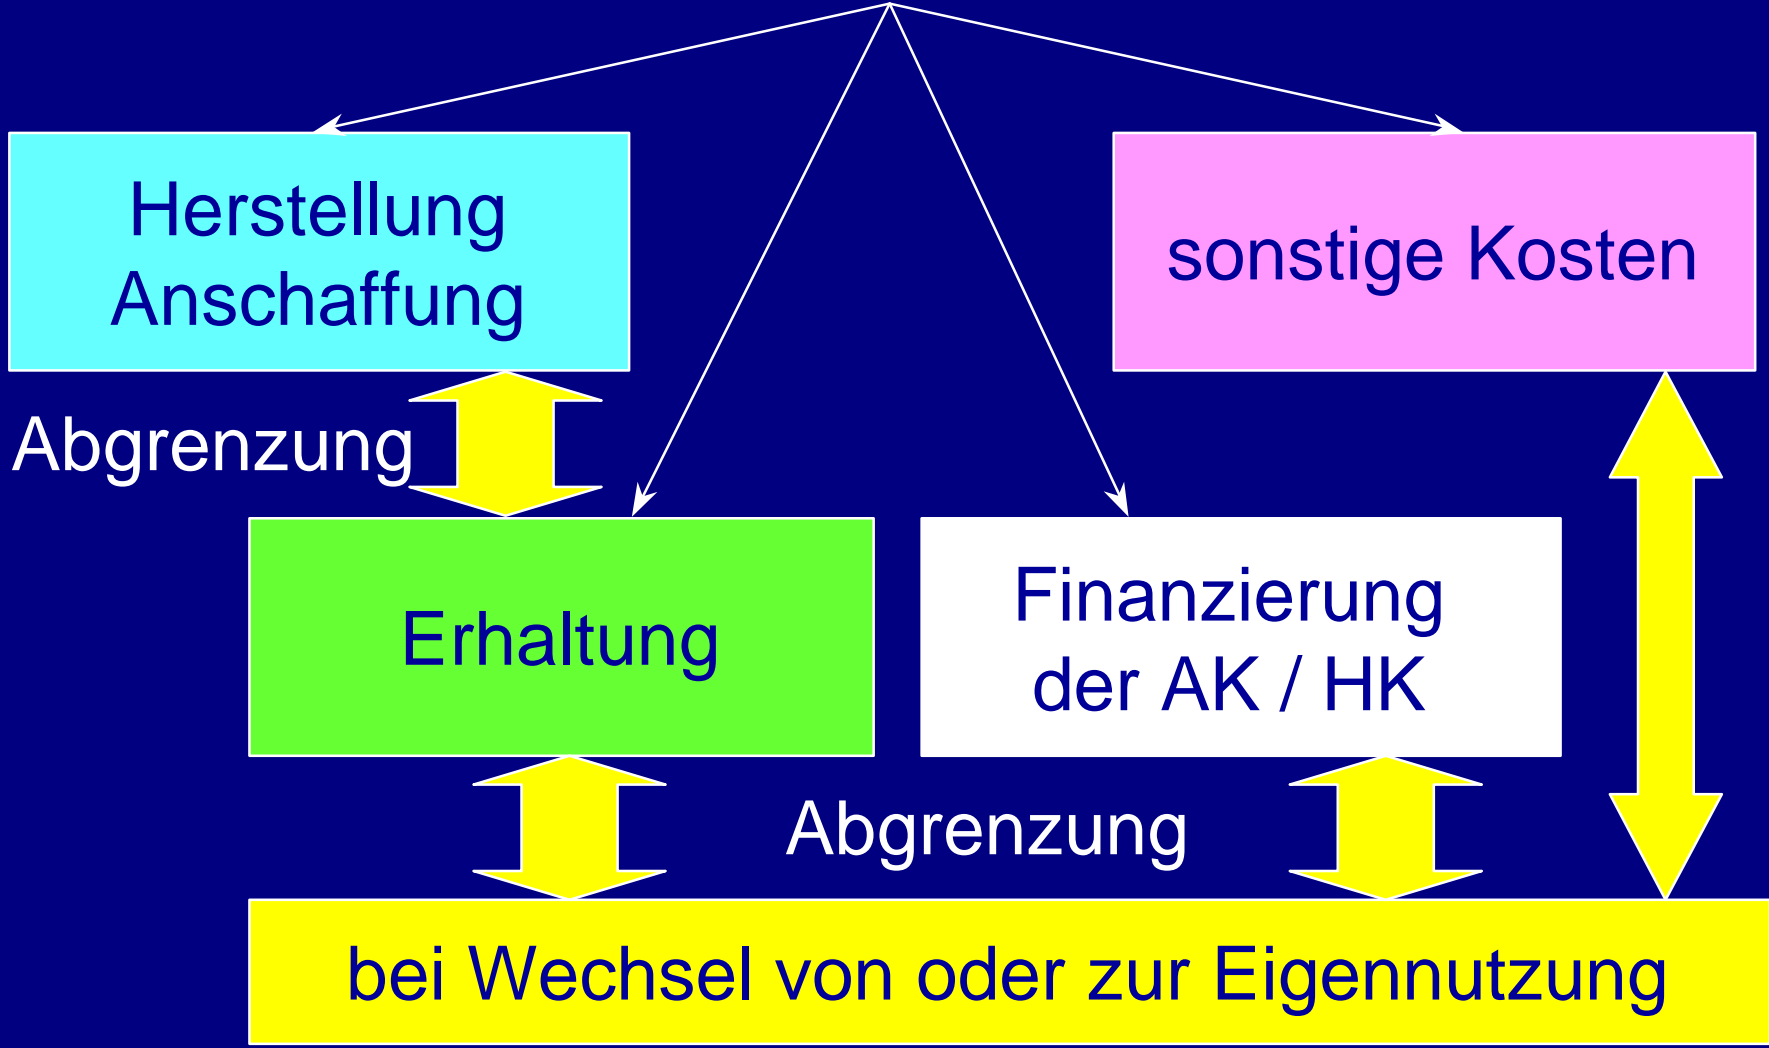 Herstellung
Anschaffung
sonstige Kosten
Abgrenzung
Erhaltung
Finanzierung
der AK / HK
Abgrenzung
bei Wechsel von oder zur Eigennutzung